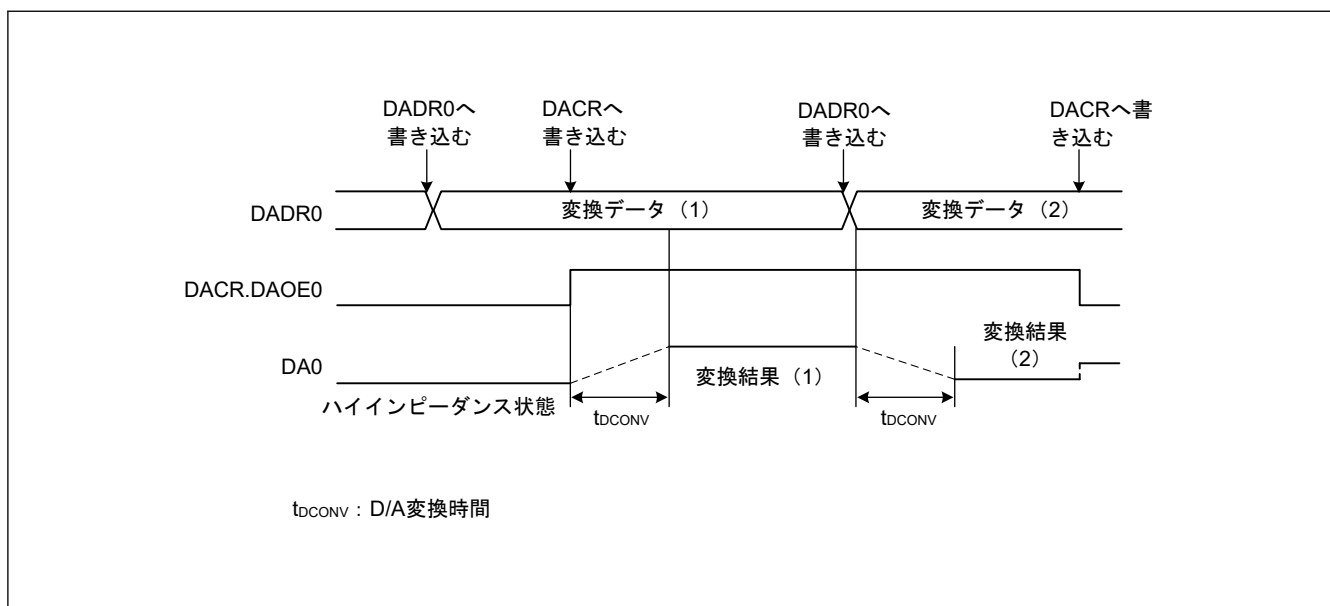 DADR0へ
書き込む
DACRへ
書き込む
DADR0へ
書き込む
DACRへ書
き込む
DADR0
変換データ（1）
変換データ（2）
DACR.DAOE0
DA0
変換結果（1）
変換結果
（2）
ハイインピーダンス状態
tDCONV
tDCONV
tDCONV：D/A変換時間